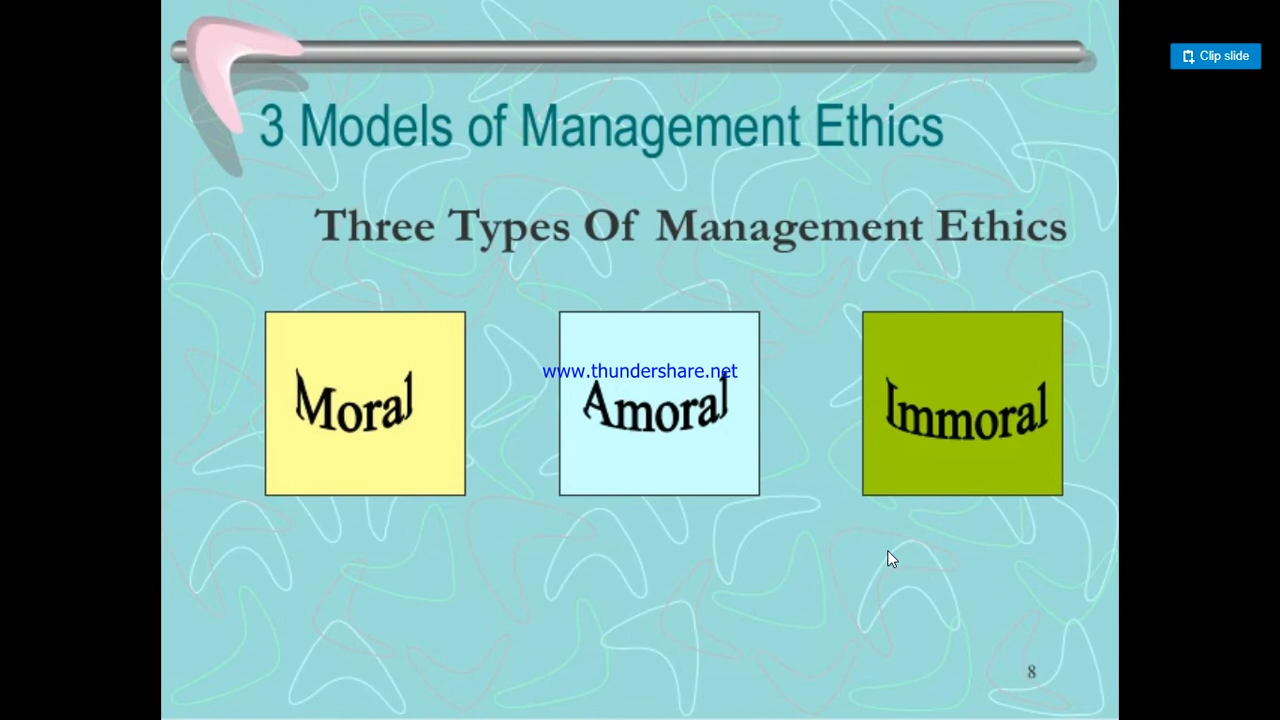 Clip slide
3 Models of Management Ethics
Three Types Of Management Ethics
www.thundershare.net
Moral
Amoral
Immoral
8